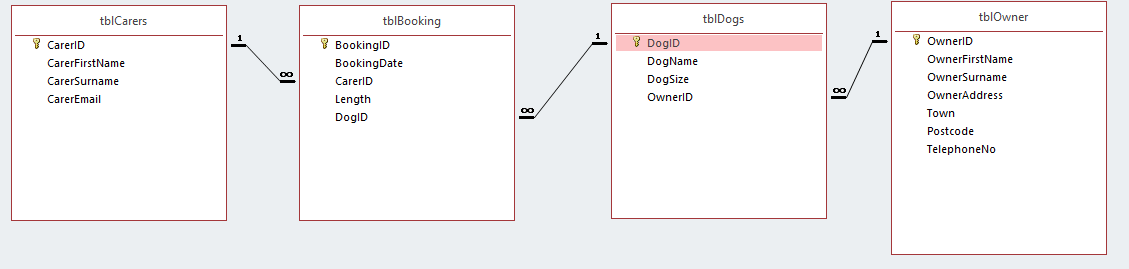 tblCarers
CarerID
CarerFirstName
CarerSurname
CarerEmail
1
∞
tblBooking
BookingID
BookingDate
CarerID
Length
DogID
∞
1
tblDogs
DogID
DogName
DogSize
OwnerID
∞
1
tblOwner
OwnerID
OwnerFirstName
OwnerSurname
OwnerAddress
Town
Postcode
TelephoneNo